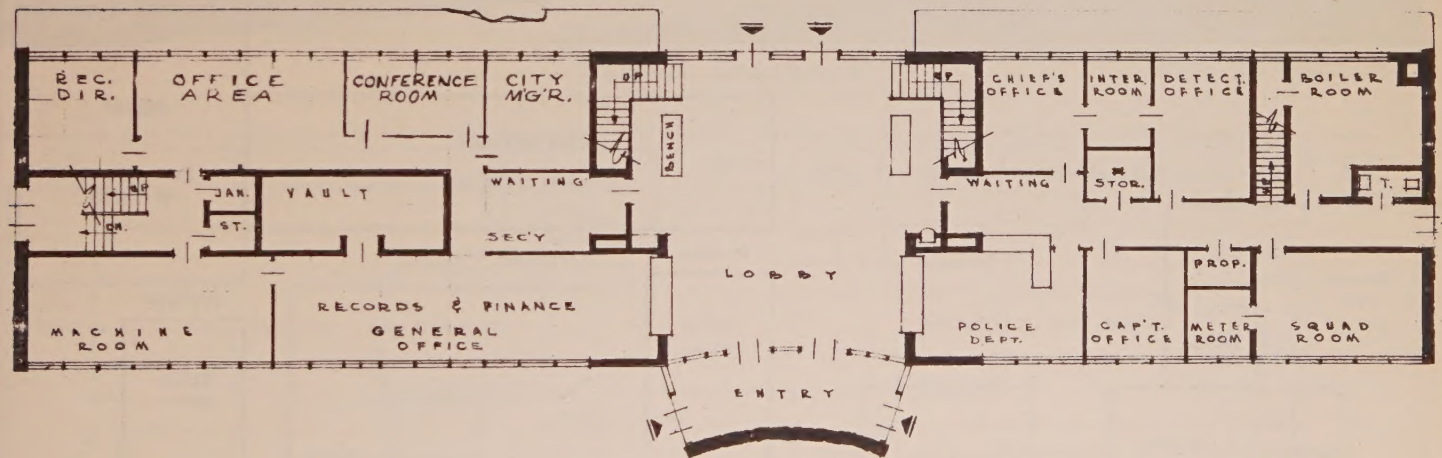 REC.
DIR.
OFFICE
AREA
CONFERENCE
ROOM
CITY
M'G'R.
UP
BENCH
UP
CHIEF'S
OFFICE
INTER
ROOM
DETECT.
OFFICE
BOILER
ROOM
UP
DN.
JAN.
ST.
VAULT
WAITING
SEC'Y
WAITING
STOR.
T.
LOBBY
PROP.
MACHINE
ROOM
RECORDS & FINANCE
GENERAL
OFFICE
POLICE
DEPT.
CAP'T.
OFFICE
METER
ROOM
SQUAD
ROOM
ENTRY